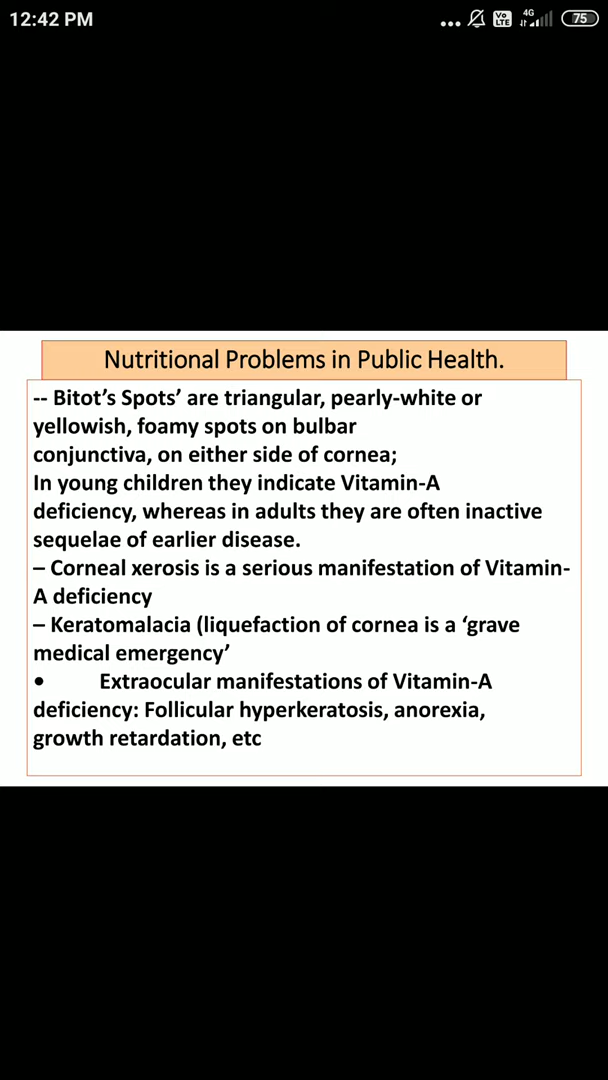 12:42 PM
... Vo LTE 4G 75
Nutritional Problems in Public Health.
-- Bitot’s Spots’ are triangular, pearly-white or
yellowish, foamy spots on bulbar
conjunctiva, on either side of cornea;
In young children they indicate Vitamin-A
deficiency, whereas in adults they are often inactive
sequelae of earlier disease.
– Corneal xerosis is a serious manifestation of Vitamin-
A deficiency
– Keratomalacia (liquefaction of cornea is a ‘grave
medical emergency’
• Extraocular manifestations of Vitamin-A
deficiency: Follicular hyperkeratosis, anorexia,
growth retardation, etc